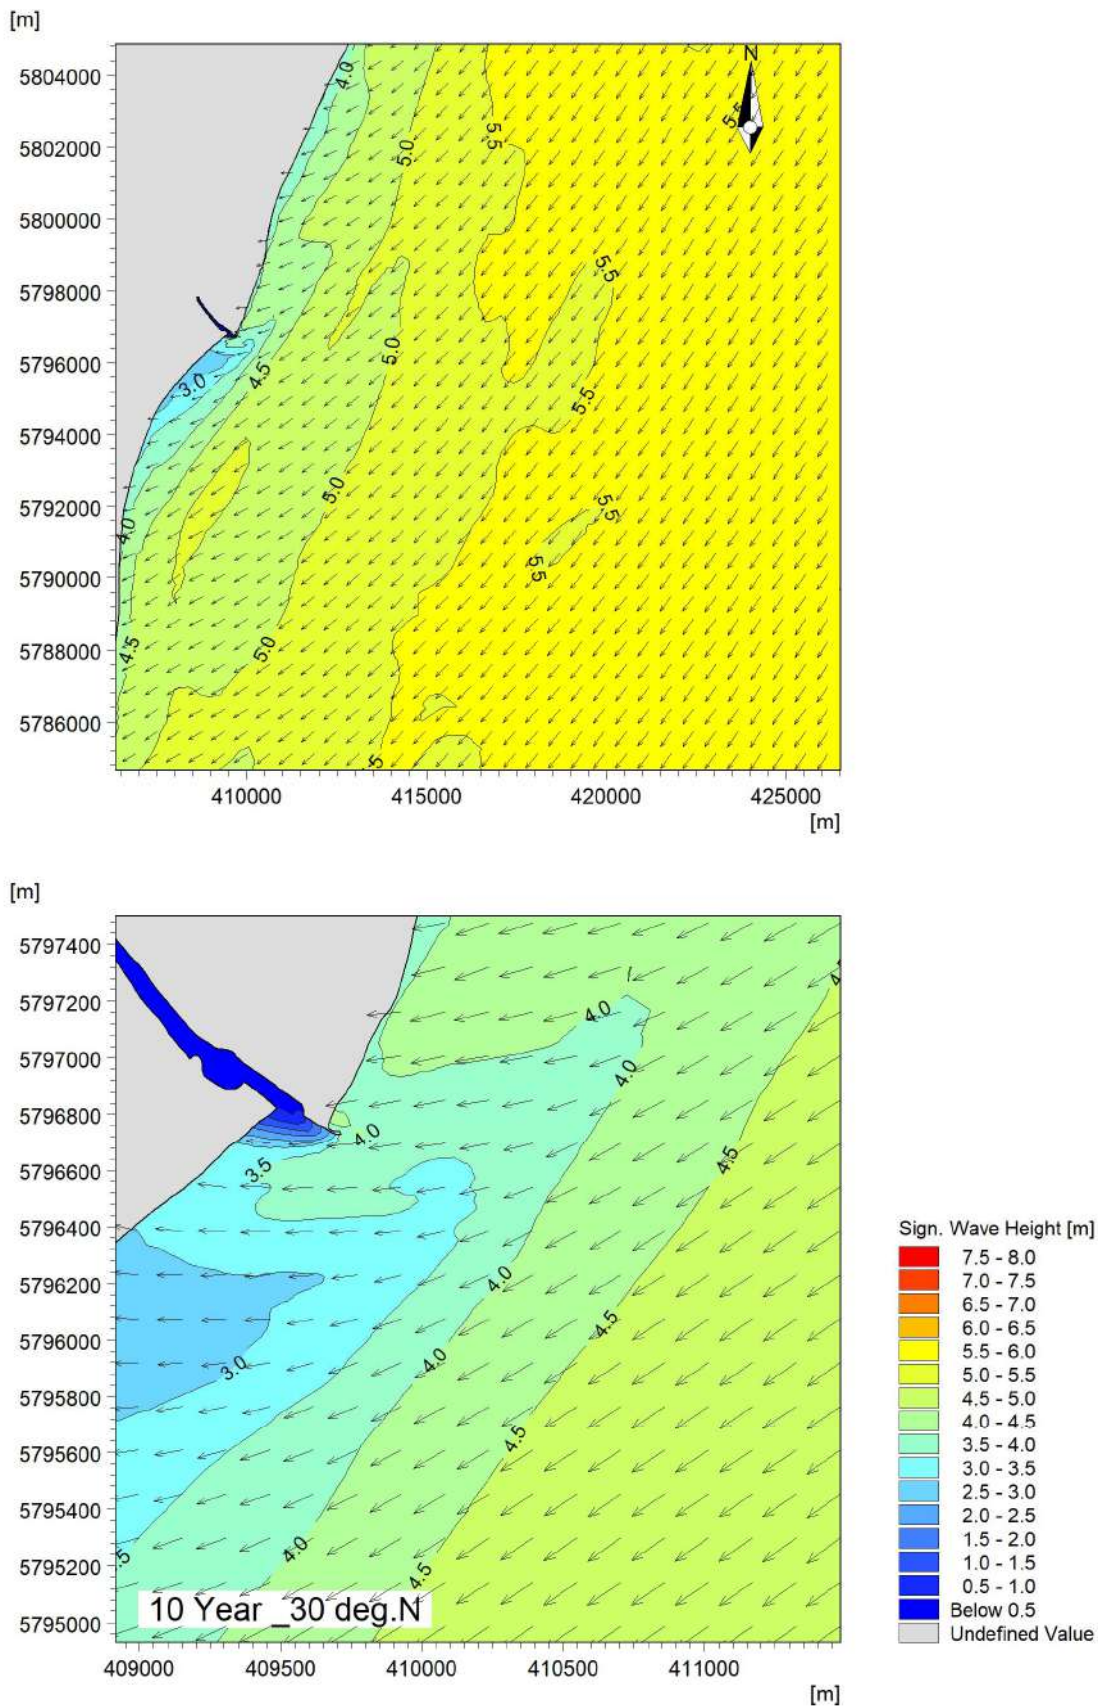 [m]
5804000
5802000
5800000
5798000
5796000
5794000
5792000
5790000
5788000
5786000
N
4.0
5.0
5.5
5.5
5.5
5.0
4.5
3.0
5.5
5.0
5.5
4.0
5.5
4.5
5.0
410000 415000 420000 425000
[m]
[m]
5797400
5797200
5797000
5796800
5796600
5796400
5796200
5796000
5795800
5795600
5795400
5795200
5795000
4.0
4.0
4.0
3.5
4.5
4.0
4.5
4.0
3.0
4.5
4.0
4.5
10 Year _30 deg.N
409000 409500 410000 410500 411000
[m]
Sign. Wave Height [m]
7.5 - 8.0
7.0 - 7.5
6.5 - 7.0
6.0 - 6.5
5.5 - 6.0
5.0 - 5.5
4.5 - 5.0
4.0 - 4.5
3.5 - 4.0
3.0 - 3.5
2.5 - 3.0
2.0 - 2.5
1.5 - 2.0
1.0 - 1.5
0.5 - 1.0
Below 0.5
Undefined Value